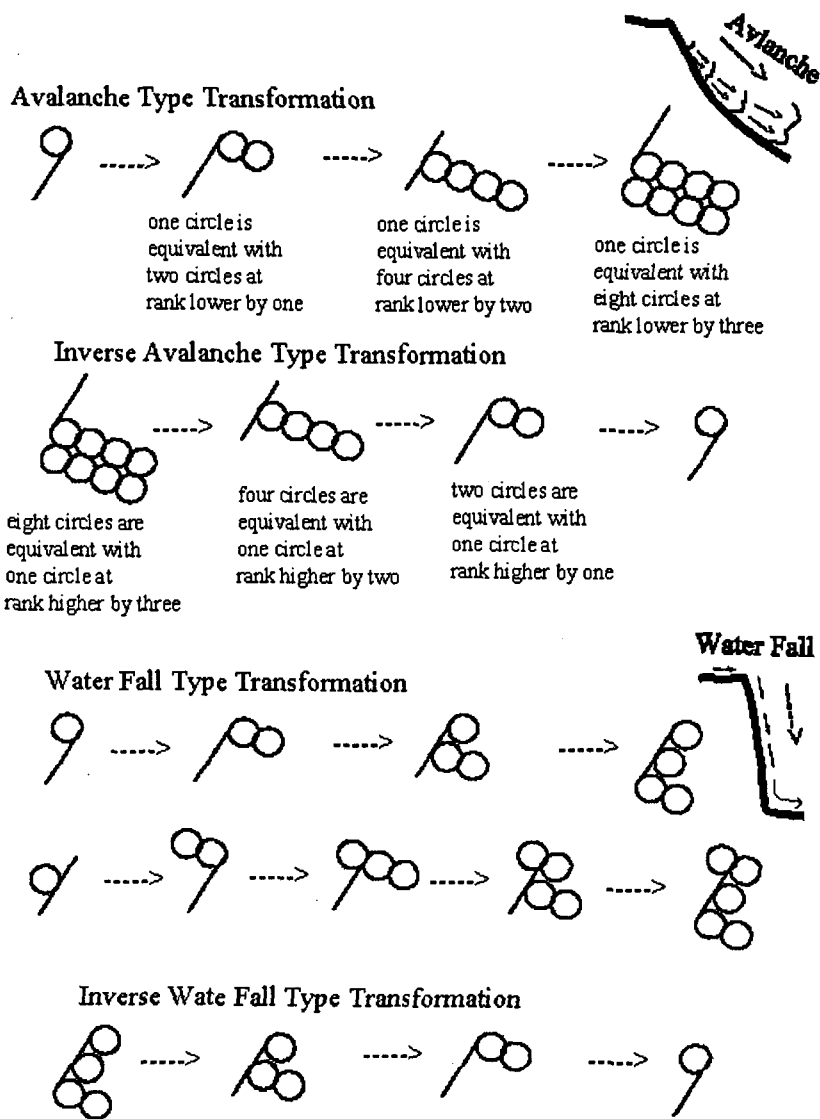 Avlanche
Avalanche Type Transformation
one circle is
equivalent with
two circles at
rank lower by one
one circle is
equivalent with
four circles at
rank lower by two
one circle is
equivalent with
eight circles at
rank lower by three
Inverse Avalanche Type Transformation
eight circles are
equivalent with
one circle at
rank higher by three
four circles are
equivalent with
one circle at
rank higher by two
two circles are
equivalent with
one circle at
rank higher by one
Water Fall
Water Fall Type Transformation
Inverse Wate Fall Type Transformation